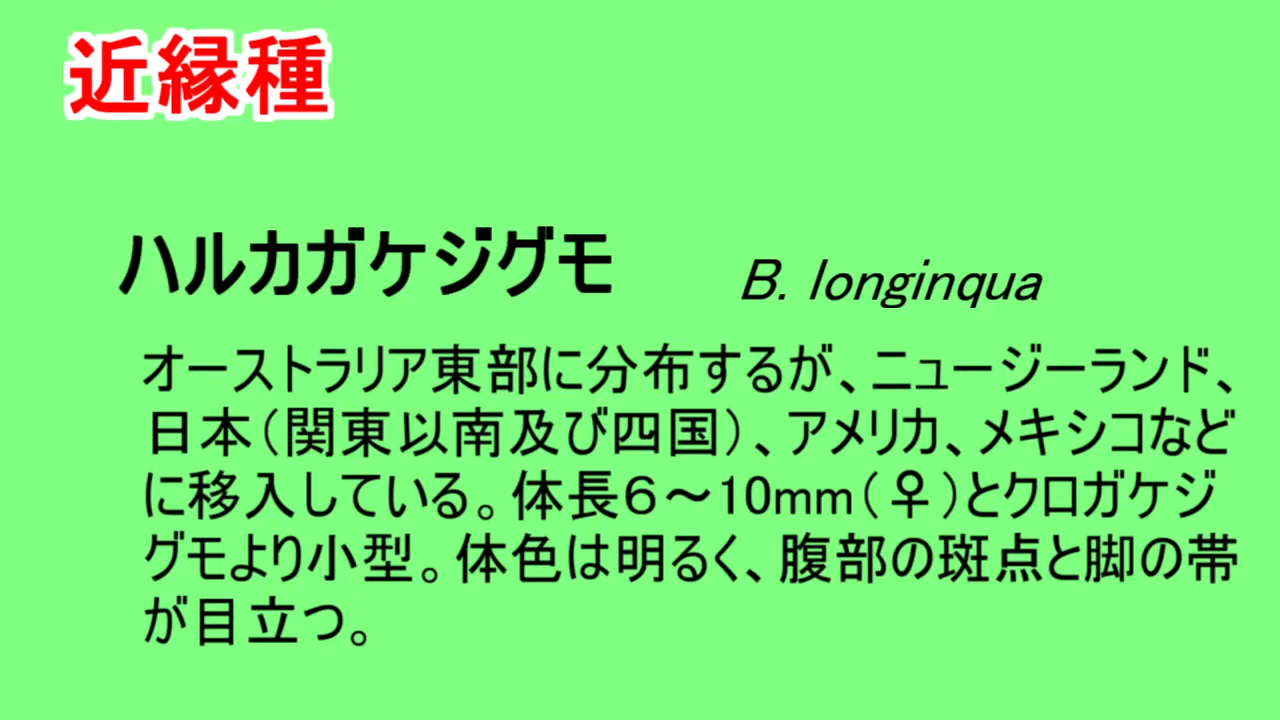 近縁種
ハルカガケジグモ
B. longinqua
オーストラリア東部に分布するが、ニュージーランド、
日本（関東以南及び四国）、アメリカ、メキシコなど
に移入している。体長６～10mm（♀）とクロガケジ
グモより小型。体色は明るく、腹部の斑点と脚の帯
が目立つ。